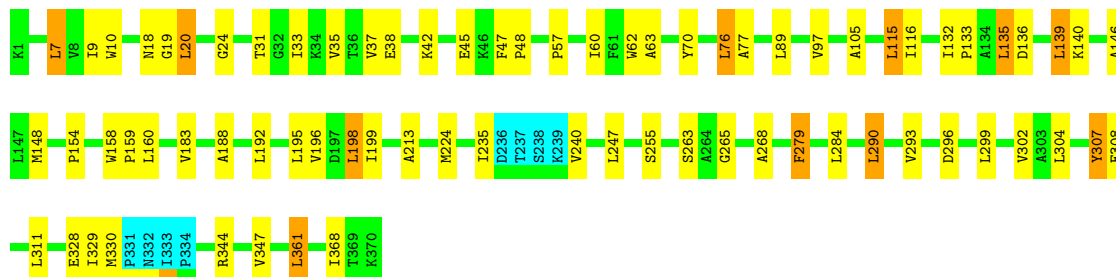 K1 L7 V8 I9 W10 N18 G19 L20 G24 T31 G32 I33 K34 V35 T36 V37 E38 K42 E45 K46 F47 P48 P57 I60 F61 W62 A63 Y70 L76 A77 L89 V97 A105 L115 I116 I132 P133 A134 L135 D136 L139 K140 A146
L147 M148 P154 W158 P159 L160 V183 A188 L192 L195 V196 D197 L198 I199 A213 M224 I235 D236 T237 S238 K239 V240 L247 S255 S263 A264 G265 A268 F279 L284 L290 V293 D296 L299 V302 A303 L304 Y307
L311 E328 I329 M330 P331 N332 I333 P334 R344 V347 L361 I368 T369 K370